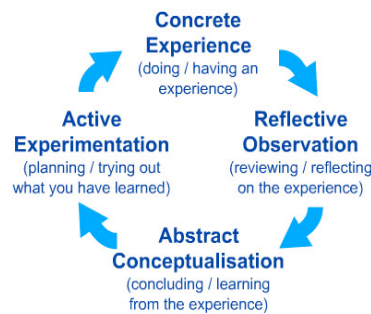 Concrete
Experience
(doing / having an
experience)
Reflective
Observation
(reviewing / reflecting
on the experience)
Abstract
Conceptualisation
(concluding / learning
from the experience)
Active
Experimentation
(planning / trying out
what you have learned)